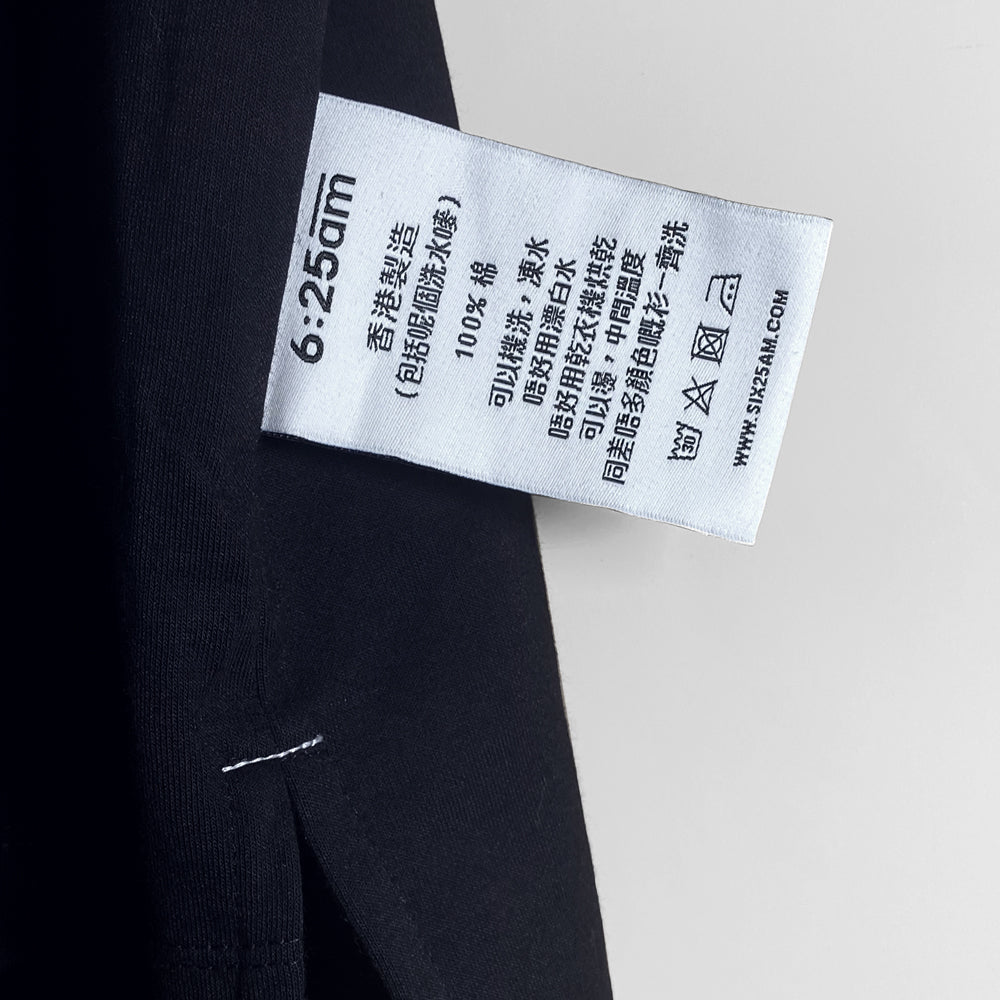 6:25am
香港製造
(包括呢個洗水嘜)
100% 棉
可以機洗，凍水
唔好用漂白水
唔好用乾衣機烘乾
可以燙，中間溫度
同差唔多顏色嘅衫一齊洗
30
WWW.SIX25AM.COM